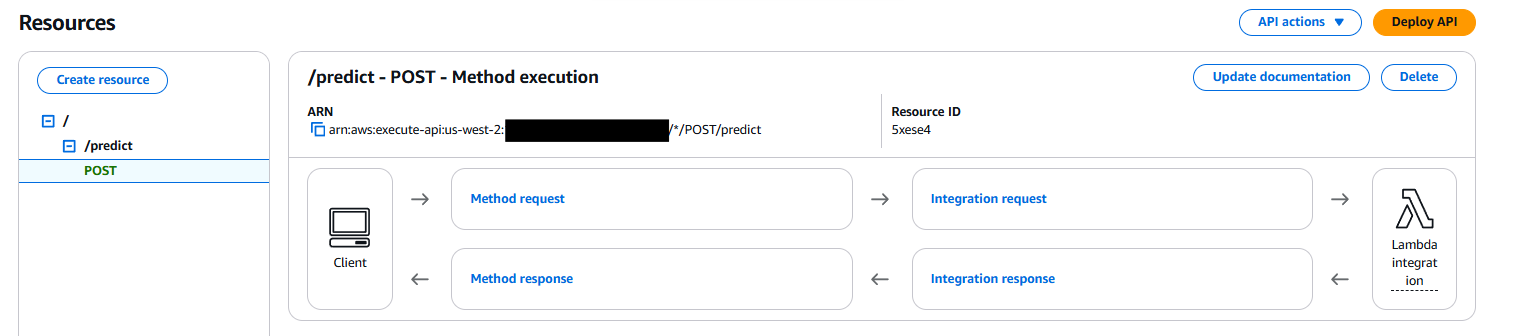 Resources
API actions
Deploy API
Create resource
/
/predict
POST
/predict - POST - Method execution
Update documentation
Delete
ARN
arn:aws:execute-api:us-west-2:
/*/POST/predict
Resource ID
5xese4
Client
Method request
Integration request
Method response
Integration response
Lambda
integrat
ion